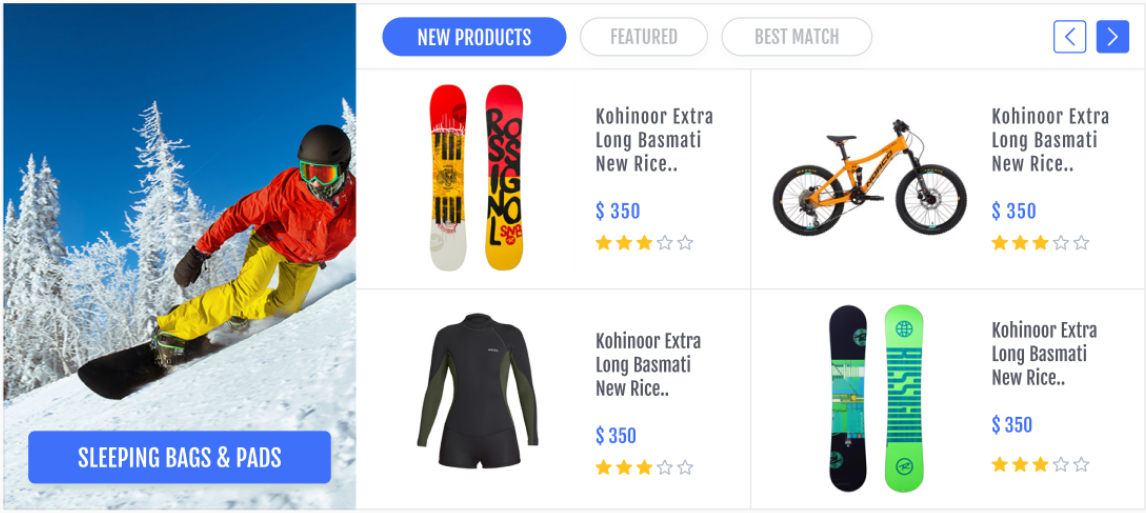 NEW PRODUCTS
FEATURED
BEST MATCH
Kohinoor Extra
Long Basmati
New Rice..
$ 350
ROSSIGNOL
Kohinoor Extra
Long Basmati
New Rice..
$ 350
NORCO
Kohinoor Extra
Long Basmati
New Rice..
$ 350
Kohinoor Extra
Long Basmati
New Rice..
$ 350
SLEEPING BAGS & PADS